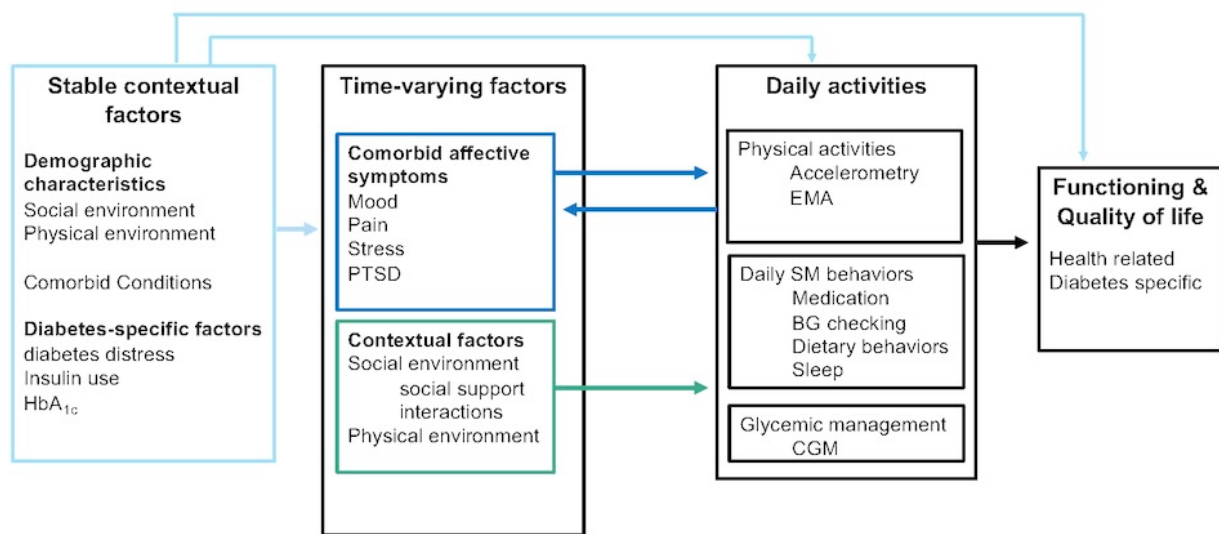 Stable contextual
factors
Demographic
characteristics
Social environment
Physical environment
Comorbid Conditions
Diabetes-specific factors
diabetes distress
Insulin use
HbA1c
Time-varying factors
Comorbid affective
symptoms
Mood
Pain
Stress
PTSD
Contextual factors
Social environment
social support
interactions
Physical environment
Daily activities
Physical activities
Accelerometry
EMA
Daily SM behaviors
Medication
BG checking
Dietary behaviors
Sleep
Glycemic management
CGM
Functioning &
Quality of life
Health related
Diabetes specific